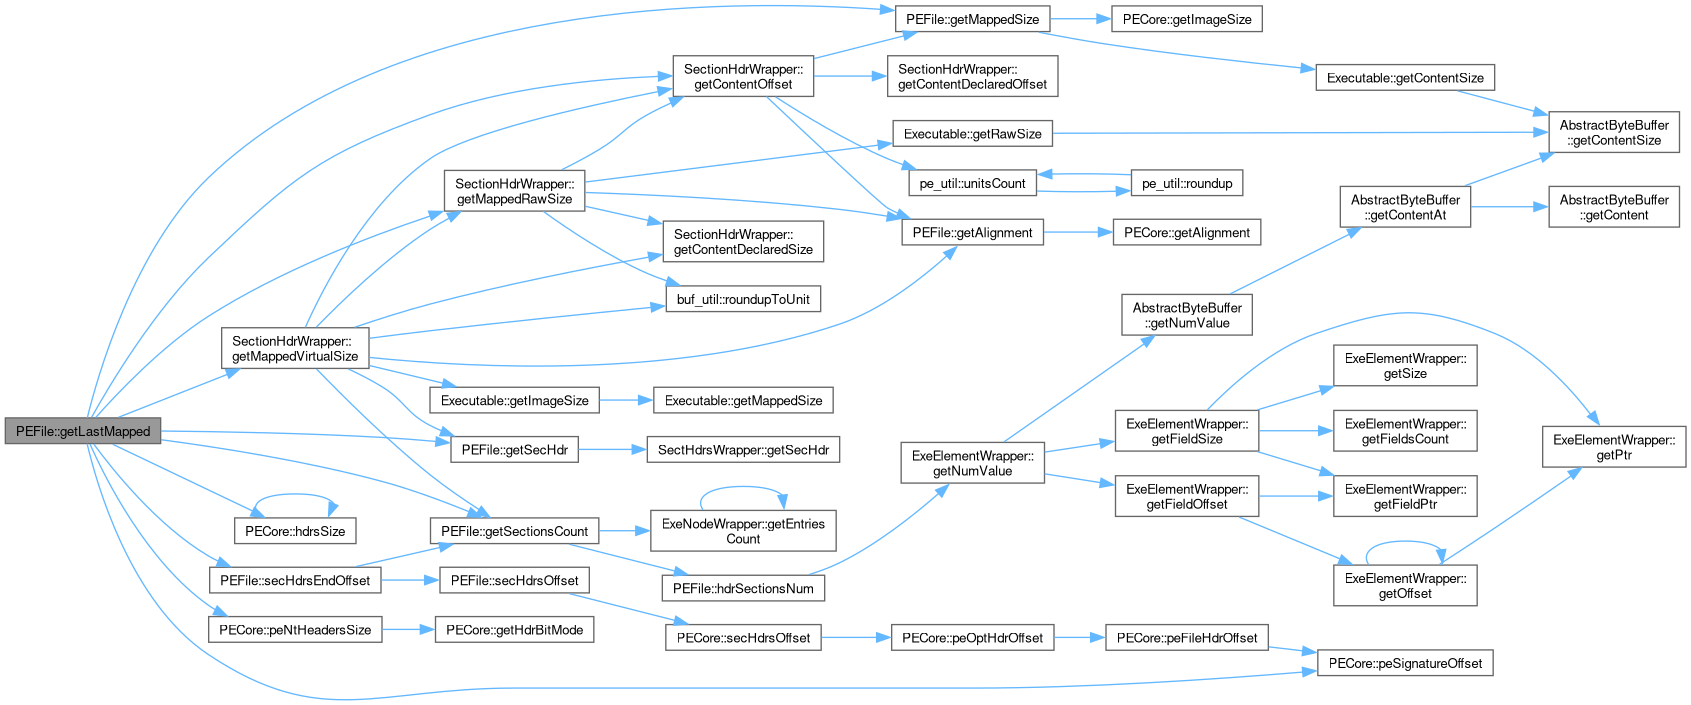 PEFile::getLastMapped
SectionHdrWrapper::
getMappedVirtualSize
PECore::hdrsSize
PEFile::secHdrsEndOffset
PECore::peNtHeadersSize
SectionHdrWrapper::
getMappedRawSize
Executable::getImageSize
PEFile::getSecHdr
PEFile::getSectionsCount
PEFile::secHdrsOffset
PECore::getHdrBitMode
SectionHdrWrapper::
getContentOffset
SectionHdrWrapper::
getContentDeclaredSize
buf_util::roundupToUnit
Executable::getMappedSize
SectHdrsWrapper::getSecHdr
ExeNodeWrapper::getEntries
Count
PEFile::hdrSectionsNum
PECore::secHdrsOffset
PEFile::getMappedSize
SectionHdrWrapper::
getContentDeclaredOffset
Executable::getRawSize
pe_util::unitsCount
PEFile::getAlignment
ExeElementWrapper::
getNumValue
PECore::peOptHdrOffset
PECore::getImageSize
pe_util::roundup
PECore::getAlignment
AbstractByteBuffer
::getNumValue
ExeElementWrapper::
getFieldSize
ExeElementWrapper::
getFieldOffset
PECore::peFileHdrOffset
Executable::getContentSize
AbstractByteBuffer
::getContentAt
ExeElementWrapper::
getSize
ExeElementWrapper::
getFieldsCount
ExeElementWrapper::
getFieldPtr
ExeElementWrapper::
getOffset
PECore::peSignatureOffset
AbstractByteBuffer
::getContentSize
AbstractByteBuffer
::getContent
ExeElementWrapper::
getPtr